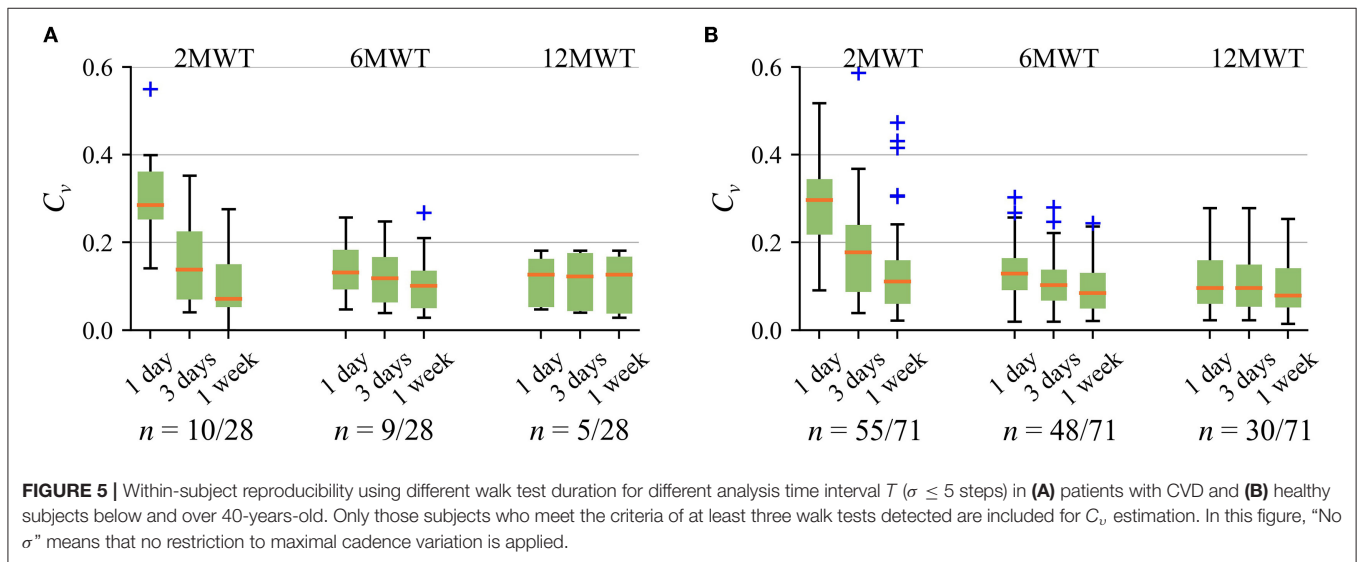 A
B
2MWT 6MWT 12MWT
2MWT 6MWT 12MWT
0.6
0.4
0.2
0.0
Cᵥ
0.6
0.4
0.2
0.0
Cᵥ
1 day 3 days 1 week 1 day 3 days 1 week 1 day 3 days 1 week
1 day 3 days 1 week 1 day 3 days 1 week 1 day 3 days 1 week
n = 10/28 n = 9/28 n = 5/28
n = 55/71 n = 48/71 n = 30/71
FIGURE 5 | Within-subject reproducibility using different walk test duration for different analysis time interval T (σ ≤ 5 steps) in (A) patients with CVD and (B) healthy
subjects below and over 40-years-old. Only those subjects who meet the criteria of at least three walk tests detected are included for Cᵥ estimation. In this figure, “No
σ” means that no restriction to maximal cadence variation is applied.